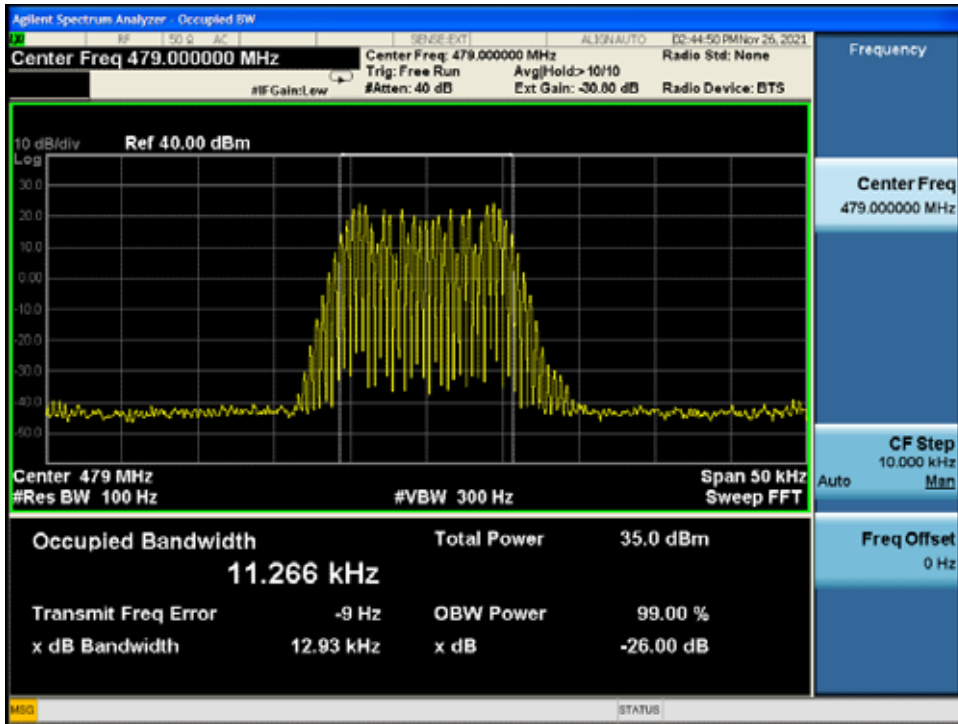 Agilent Spectrum Analyzer - Occupied BW
LXI RF 50 Ω AC SENSE:EXT ALIGN AUTO 02:44:50 PM Nov 26, 2021
Center Freq 479.000000 MHz
Center Freq: 479.000000 MHz Radio Std: None
Trig: Free Run Avg|Hold:> 10/10
#IFGain:Low #Atten: 40 dB Ext Gain: -30.80 dB Radio Device: BTS
10 dB/div Ref 40.00 dBm
Log
30.0
20.0
10.0
0.00
-10.0
-20.0
-30.0
-40.0
-50.0
Center 479 MHz Span 50 kHz
#Res BW 100 Hz #VBW 300 Hz Sweep FFT
Occupied Bandwidth Total Power 35.0 dBm
11.266 kHz
Transmit Freq Error -9 Hz OBW Power 99.00 %
x dB Bandwidth 12.93 kHz x dB -26.00 dB
MSG STATUS
Frequency
Center Freq
479.000000 MHz
CF Step
10.000 kHz
Auto Man
Freq Offset
0 Hz